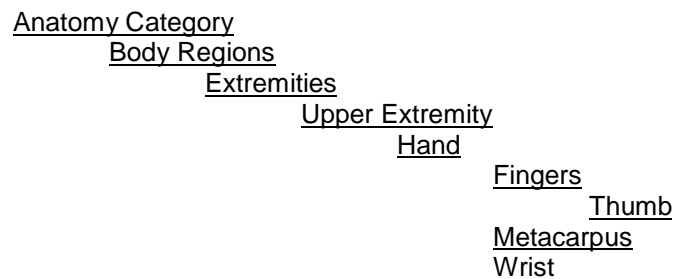 Anatomy Category
Body Regions
Extremities
Upper Extremity
Hand
Fingers
Thumb
Metacarpus
Wrist